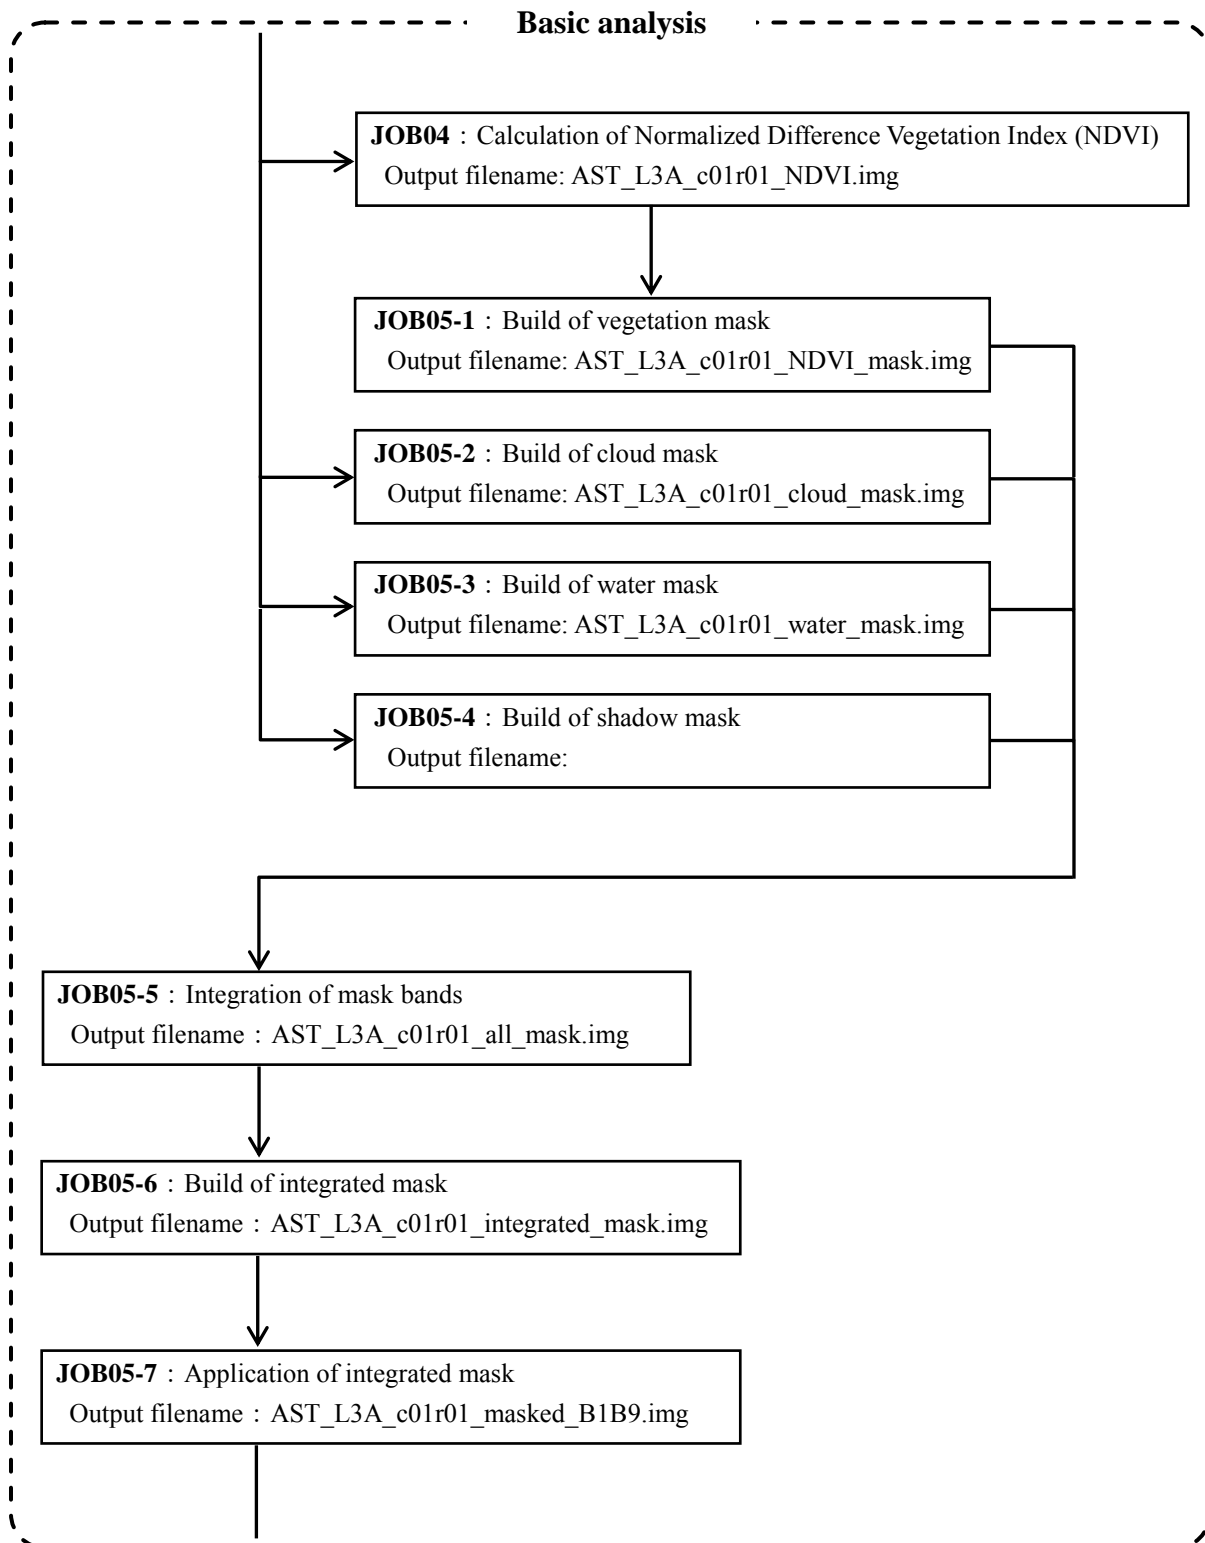 Basic analysis
JOB04：Calculation of Normalized Difference Vegetation Index (NDVI)
Output filename: AST_L3A_c01r01_NDVI.img
JOB05-1：Build of vegetation mask
Output filename: AST_L3A_c01r01_NDVI_mask.img
JOB05-2：Build of cloud mask
Output filename: AST_L3A_c01r01_cloud_mask.img
JOB05-3：Build of water mask
Output filename: AST_L3A_c01r01_water_mask.img
JOB05-4：Build of shadow mask
Output filename:
JOB05-5：Integration of mask bands
Output filename：AST_L3A_c01r01_all_mask.img
JOB05-6：Build of integrated mask
Output filename：AST_L3A_c01r01_integrated_mask.img
JOB05-7：Application of integrated mask
Output filename：AST_L3A_c01r01_masked_B1B9.img